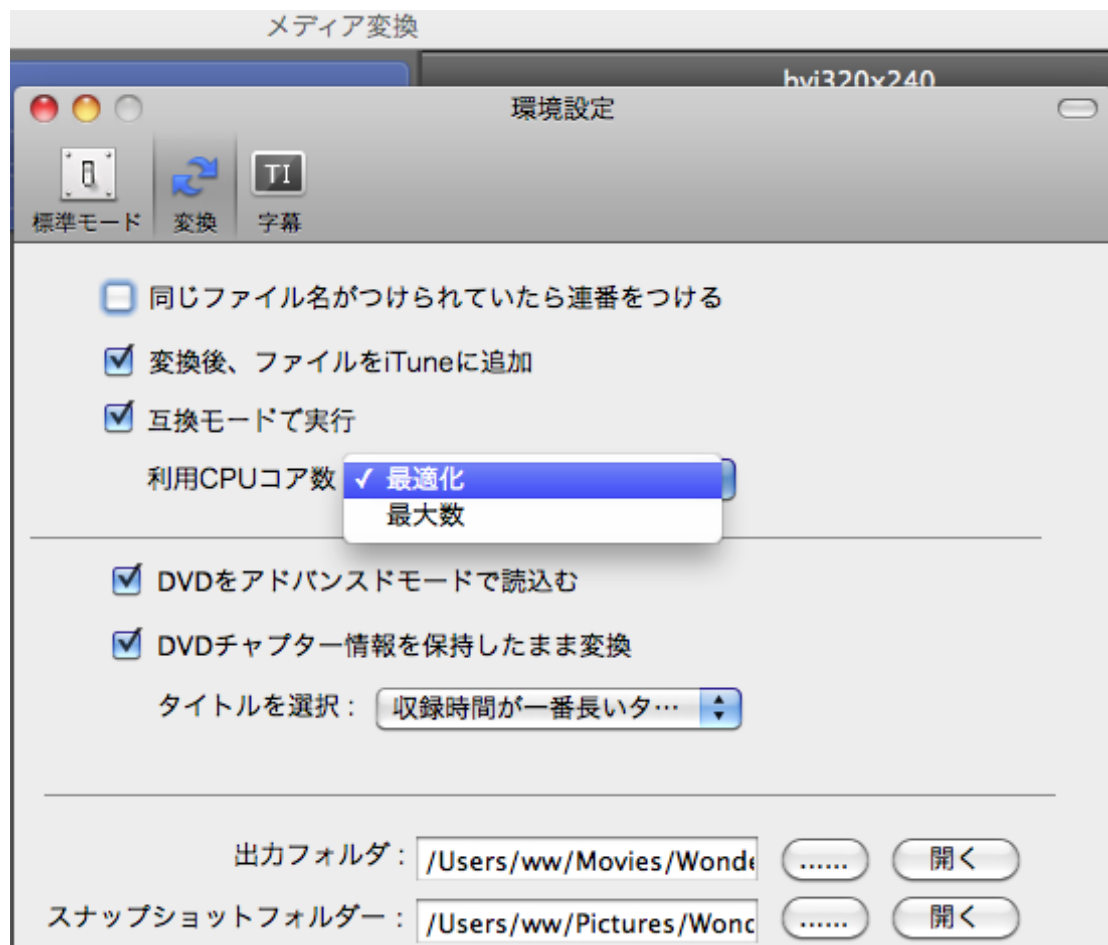 メディア変換
bvi320x240
環境設定
標準モード 変換 字幕
同じファイル名がつけられていたら連番をつける
変換後、ファイルをiTuneに追加
互換モードで実行
利用CPUコア数 ✓ 最適化
最大数
DVDをアドバンスドモードで読込む
DVDチャプター情報を保持したまま変換
タイトルを選択： 収録時間が一番長いタ…
出力フォルダ： /Users/ww/Movies/Wonde ...... 開く
スナップショットフォルダー： /Users/ww/Pictures/Wonc ...... 開く